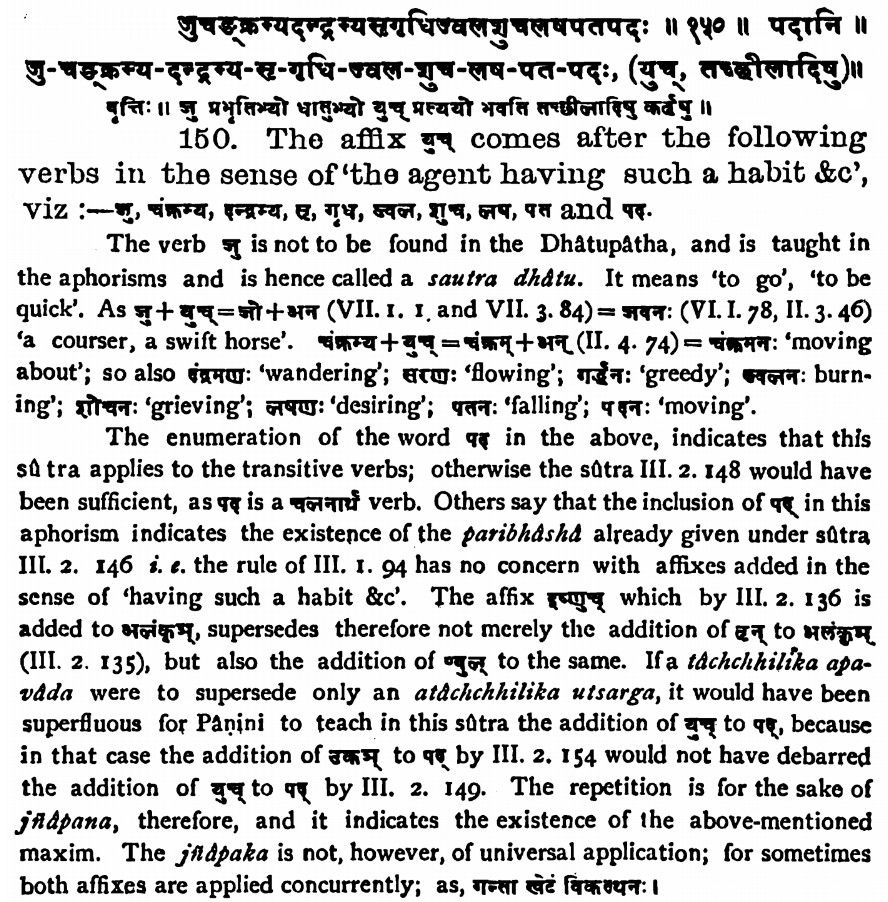 जुचङ्क्रम्यदन्द्रम्यसृगृधिज्वलशुचलषपतपदः ॥ १५० ॥ पदानि ॥
जु-चङ्क्रम्य-दन्द्रम्य-सृ-गृधि-ज्वल-शुच-लष-पत-पदः, (युच्, तच्छीलादिषु)॥
वृत्तिः॥ जु प्रभृतिभ्यो धातुभ्यो युच् प्रत्ययो भवति तच्छीलादिषु कर्तृषु॥
150. The affix युच् comes after the following
verbs in the sense of 'the agent having such a habit &c',
viz :—जु, चंक्रम्य, दन्द्रम्य, सृ, गृध, ज्वल, शुच, लष, पत and पद.
The verb जु is not to be found in the Dhâtupâtha, and is taught in
the aphorisms and is hence called a sautra dhâtu. It means 'to go', 'to be
quick'. As जु+युच्=जो+अन (VII. 1. 1. and VII. 3. 84)=जवनः (VI. I. 78, II. 3. 46)
'a courser, a swift horse'. चंक्रम्य+युच्=चंक्रम्+अन् (II. 4. 74)=चंक्रमनः 'moving
about'; so also दंद्रमणः 'wandering'; सरणः 'flowing'; गर्द्धनः 'greedy'; ज्वलनः burn-
ing'; शोचनः 'grieving'; लषणः 'desiring'; पतनः 'falling'; पदनः 'moving'.
The enumeration of the word पद् in the above, indicates that this
sû tra applies to the transitive verbs; otherwise the sûtra III. 2. 148 would have
been sufficient, as पद् is a चलनार्थ verb. Others say that the inclusion of पद् in this
aphorism indicates the existence of the paribhâshâ already given under sûtra
III. 2. 146 i. e. the rule of III. 1. 94 has no concern with affixes added in the
sense of 'having such a habit &c'. The affix इष्णुच् which by III. 2. 136 is
added to अलंकृम्, supersedes therefore not merely the addition of तृन् to अलंकृम्
(III. 2. 135), but also the addition of ण्वुल् to the same. If a tâchchhilika apa-
vâda were to supersede only an atâchchhilika utsarga, it would have been
superfluous for Pâṇini to teach in this sûtra the addition of युच् to पद्, because
in that case the addition of उकम् to पद् by III. 2. 154 would not have debarred
the addition of युच् to पद् by III. 2. 149. The repetition is for the sake of
jñâpana, therefore, and it indicates the existence of the above-mentioned
maxim. The jñâpaka is not, however, of universal application; for sometimes
both affixes are applied concurrently; as, गन्ता खेटं विकत्थनः।